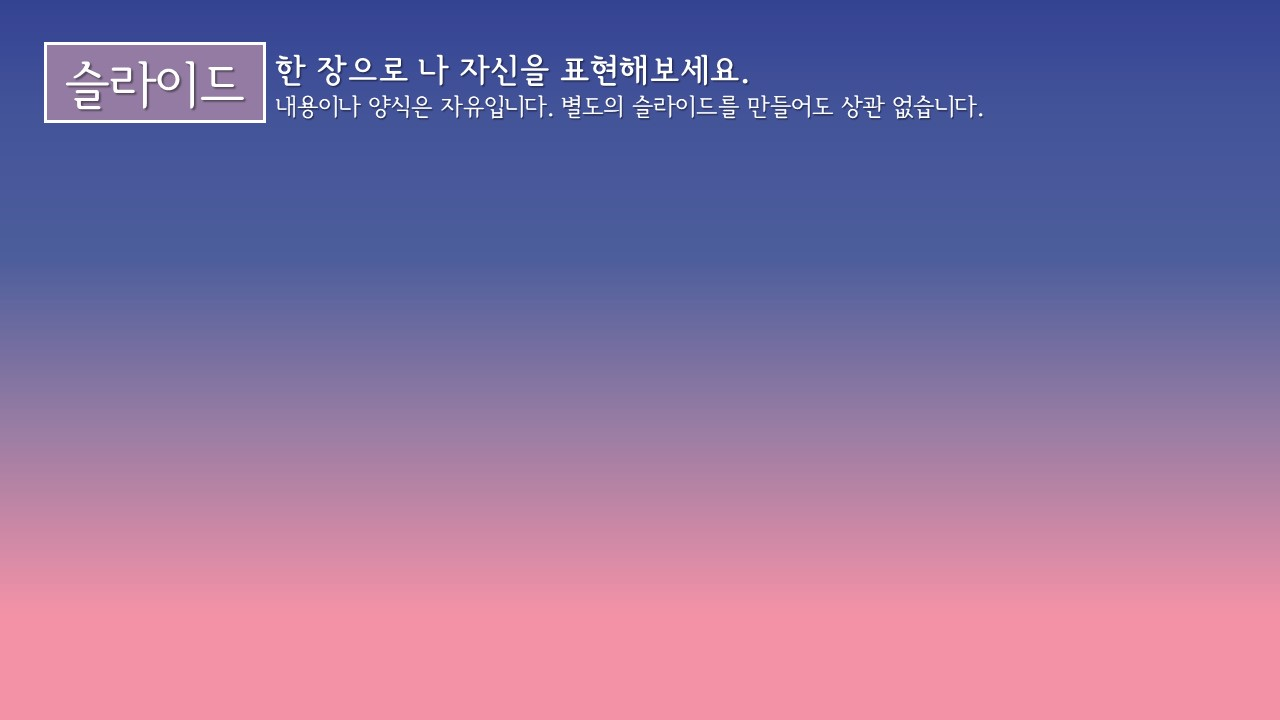 슬라이드
한 장으로 나 자신을 표현해보세요.
내용이나 양식은 자유입니다. 별도의 슬라이드를 만들어도 상관 없습니다.